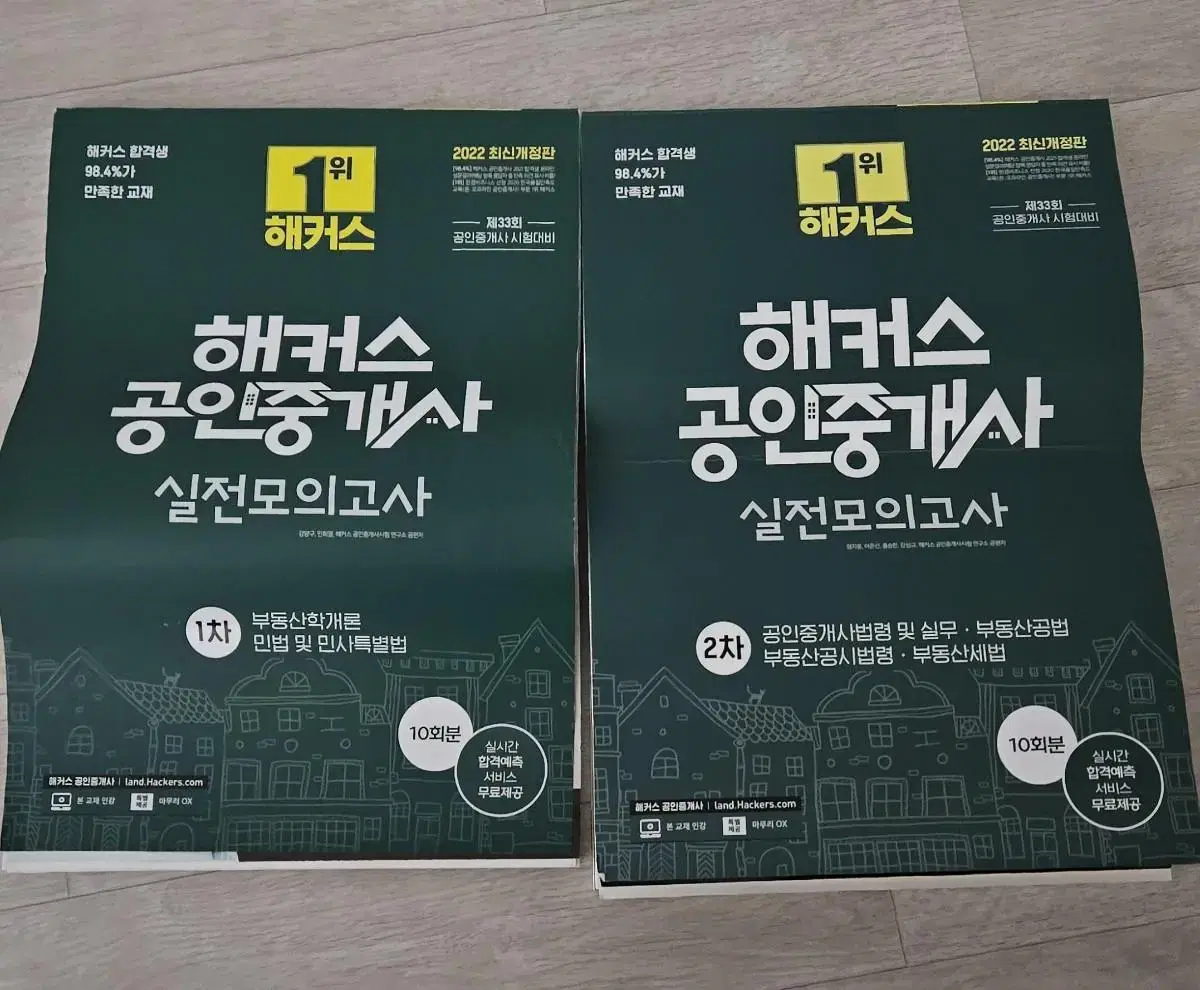 해커스 합격생
98.4%가
만족한 교재
1위
해커스
2022 최신개정판
제33회
공인중개사 시험대비
해커스
공인중개사
실전모의고사
1차
부동산학개론
민법 및 민사특별법
10회분
실시간
합격예측
서비스
무료제공
해커스 공인중개사 | land.Hackers.com
본 교재 인강
특별
제공
마무리 OX
해커스 합격생
98.4%가
만족한 교재
1위
해커스
2022 최신개정판
제33회
공인중개사 시험대비
해커스
공인중개사
실전모의고사
2차
공인중개사법령 및 실무 · 부동산공법
부동산공시법령 · 부동산세법
10회분
실시간
합격예측
서비스
무료제공
해커스 공인중개사 | land.Hackers.com
본 교재 인강
특별
제공
마무리 OX